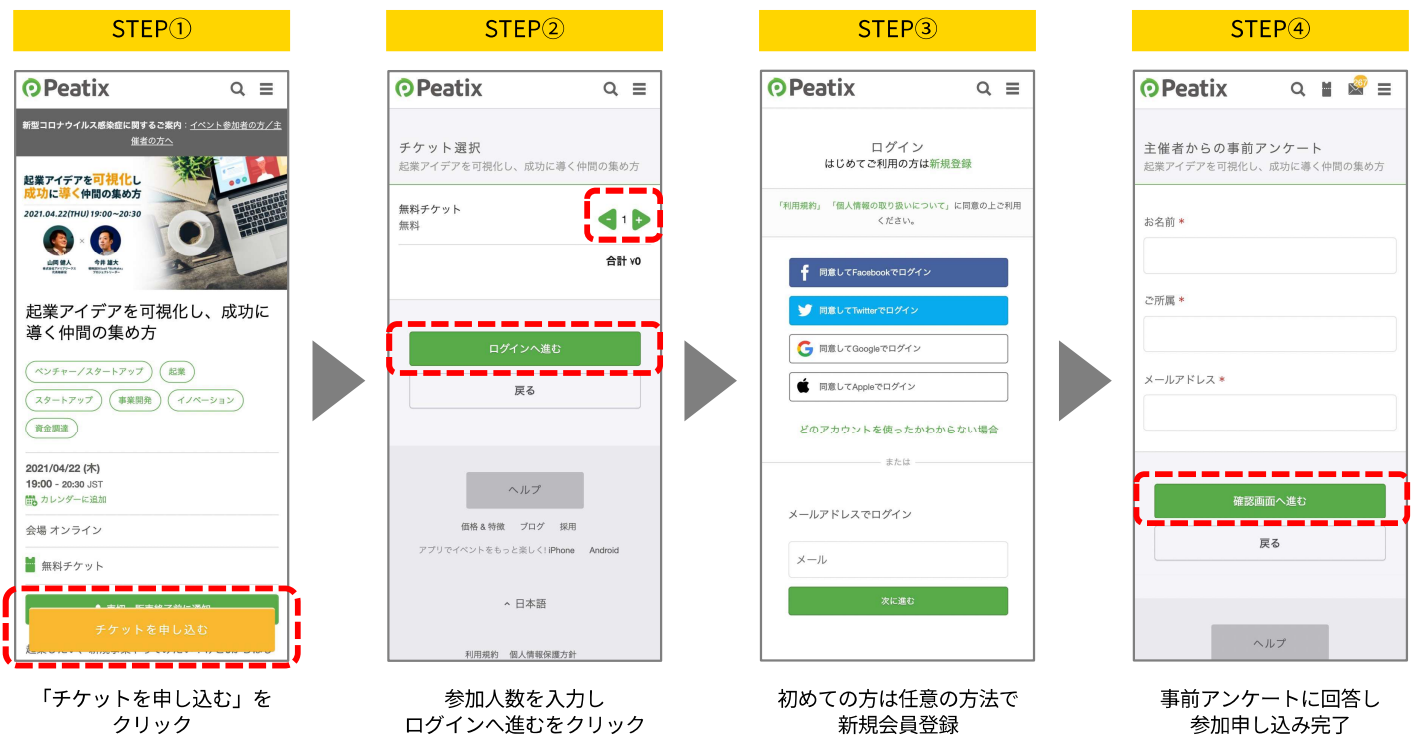 STEP①
Peatix
新型コロナウイルス感染症に関するご案内：イベント参加者の方／主
催者の方へ
起業アイデアを可視化し
成功に導く仲間の集め方
2021.04.22(THU) 19:00~20:30
×
今井 雄大
起業アイデアを可視化し、成功に
導く仲間の集め方
ベンチャー／スタートアップ
起業
スタートアップ
事業開発
イノベーション
資金調達
2021/04/22 (木)
19:00 - 20:30 JST
カレンダーに追加
会場 オンライン
無料チケット
チケットを申し込む
「チケットを申し込む」を
クリック
STEP②
Peatix
チケット選択
起業アイデアを可視化し、成功に導く仲間の集め方
無料チケット
無料
- 1 +
合計 ¥0
ログインへ進む
戻る
ヘルプ
価格 & 特徴 ブログ 採用
アプリでイベントをもっと楽しく! iPhone Android
日本語
利用規約 個人情報保護方針
参加人数を入力し
ログインへ進むをクリック
STEP③
Peatix
ログイン
はじめてご利用の方は新規登録
「利用規約」「個人情報の取り扱いについて」に同意の上ご利用
ください。
同意してFacebookでログイン
同意してTwitterでログイン
同意してGoogleでログイン
同意してAppleでログイン
どのアカウントを使ったかわからない場合
または
メールアドレスでログイン
メール
次に進む
初めての方は任意の方法で
新規会員登録
STEP④
Peatix
267
主催者からの事前アンケート
起業アイデアを可視化し、成功に導く仲間の集め方
お名前 *
ご所属 *
メールアドレス *
確認画面へ進む
戻る
ヘルプ
事前アンケートに回答し
参加申し込み完了